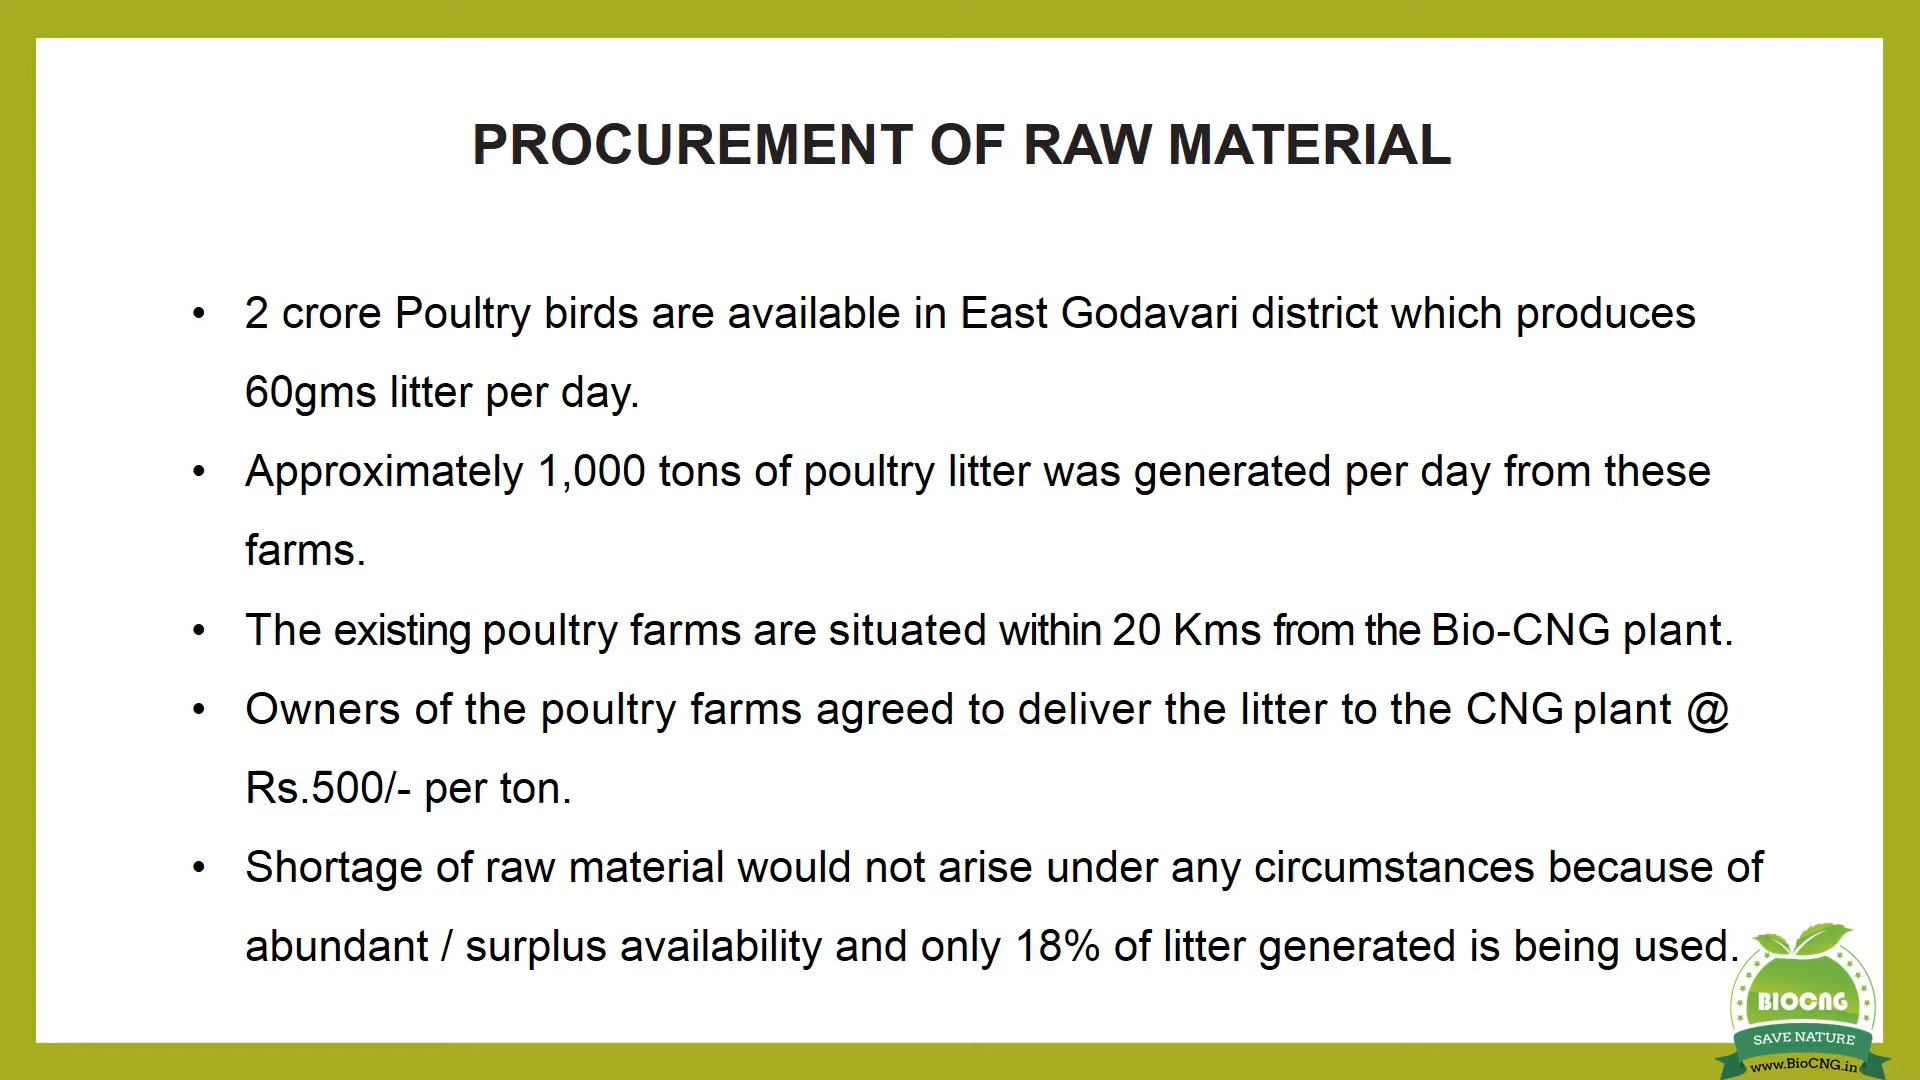 PROCUREMENT OF RAW MATERIAL
• 2 crore Poultry birds are available in East Godavari district which produces
60gms litter per day.
• Approximately 1,000 tons of poultry litter was generated per day from these
farms.
• The existing poultry farms are situated within 20 Kms from the Bio-CNG plant.
• Owners of the poultry farms agreed to deliver the litter to the CNG plant @
Rs.500/- per ton.
• Shortage of raw material would not arise under any circumstances because of
abundant / surplus availability and only 18% of litter generated is being used.
BIOCNG
SAVE NATURE
www.BioCNG.in